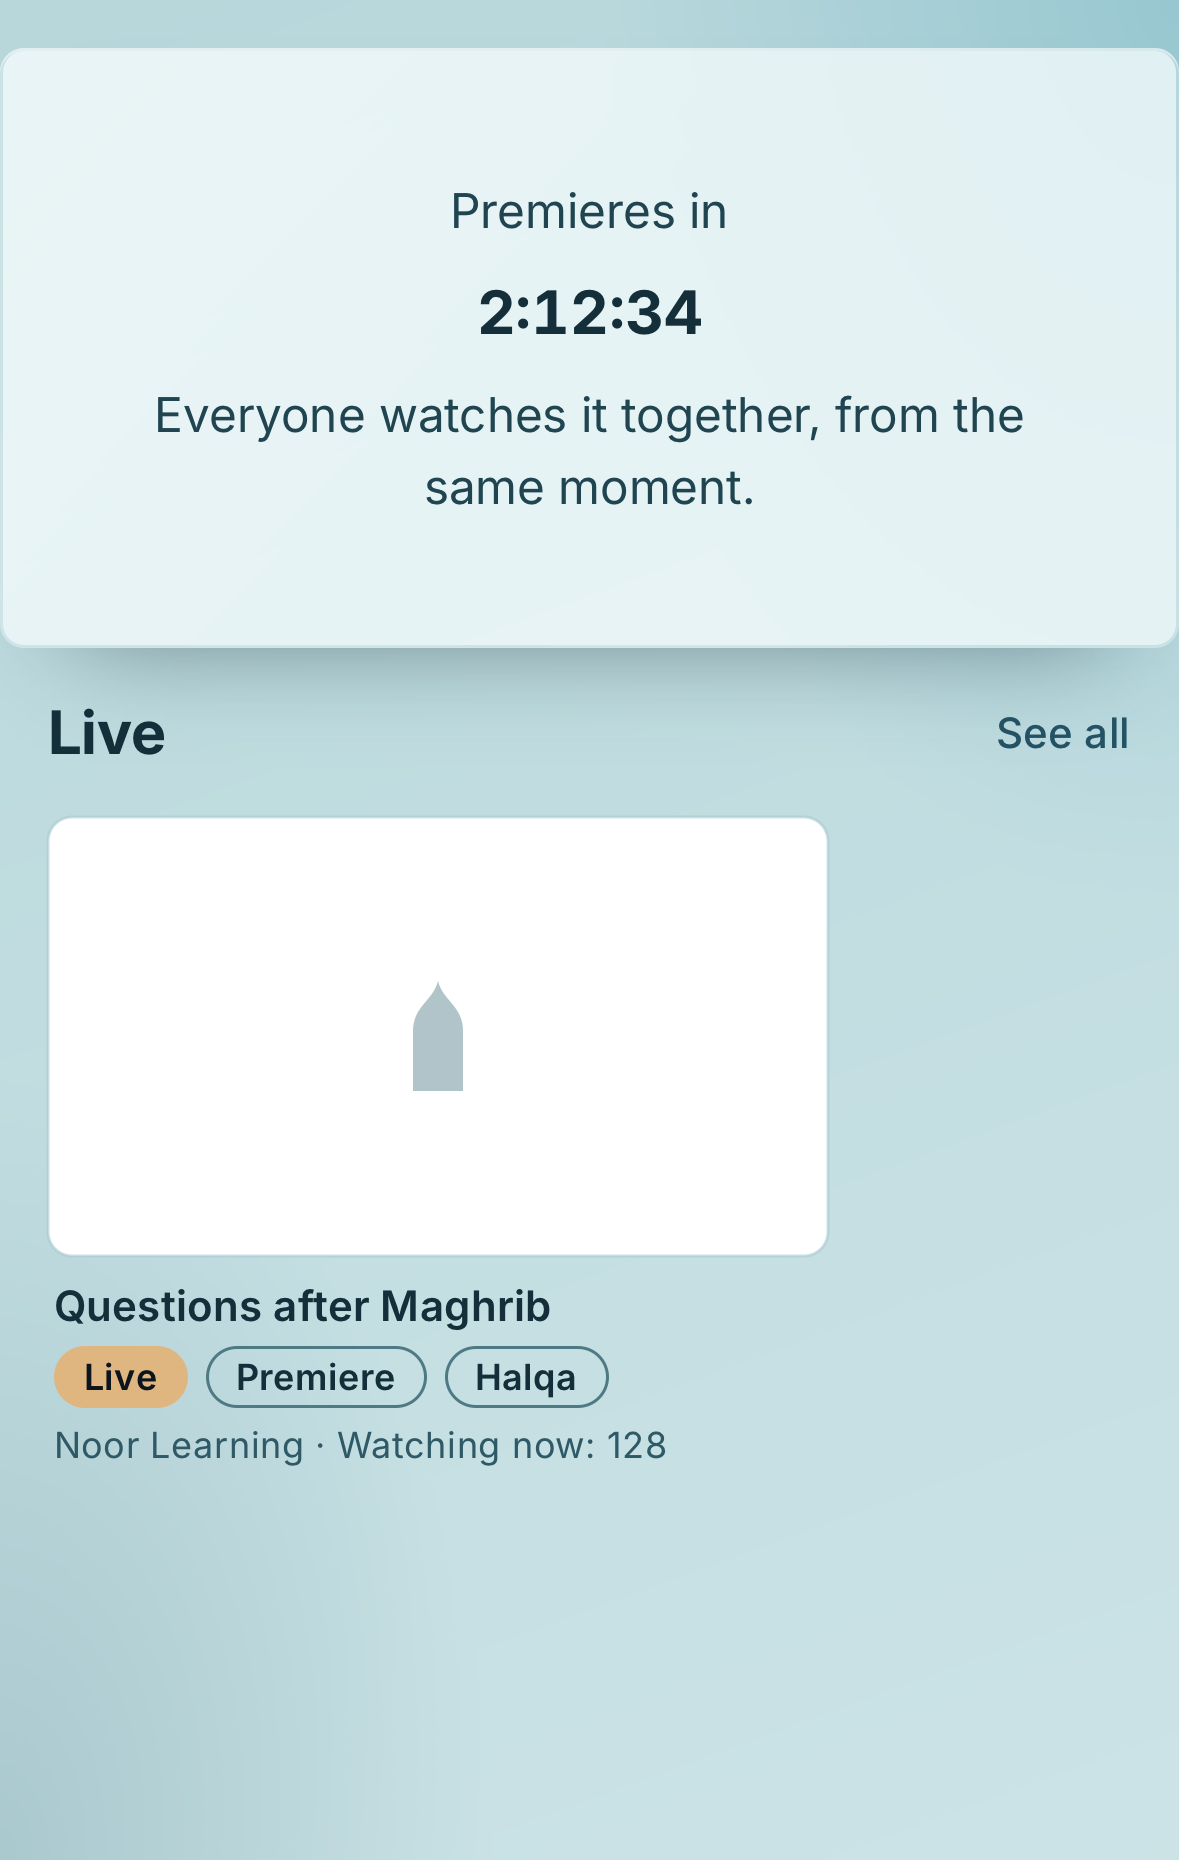 Premieres in
2:12:34
Everyone watches it together, from the
same moment.
Live
See all
Questions after Maghrib
Live
Premiere
Halqa
Noor Learning · Watching now: 128